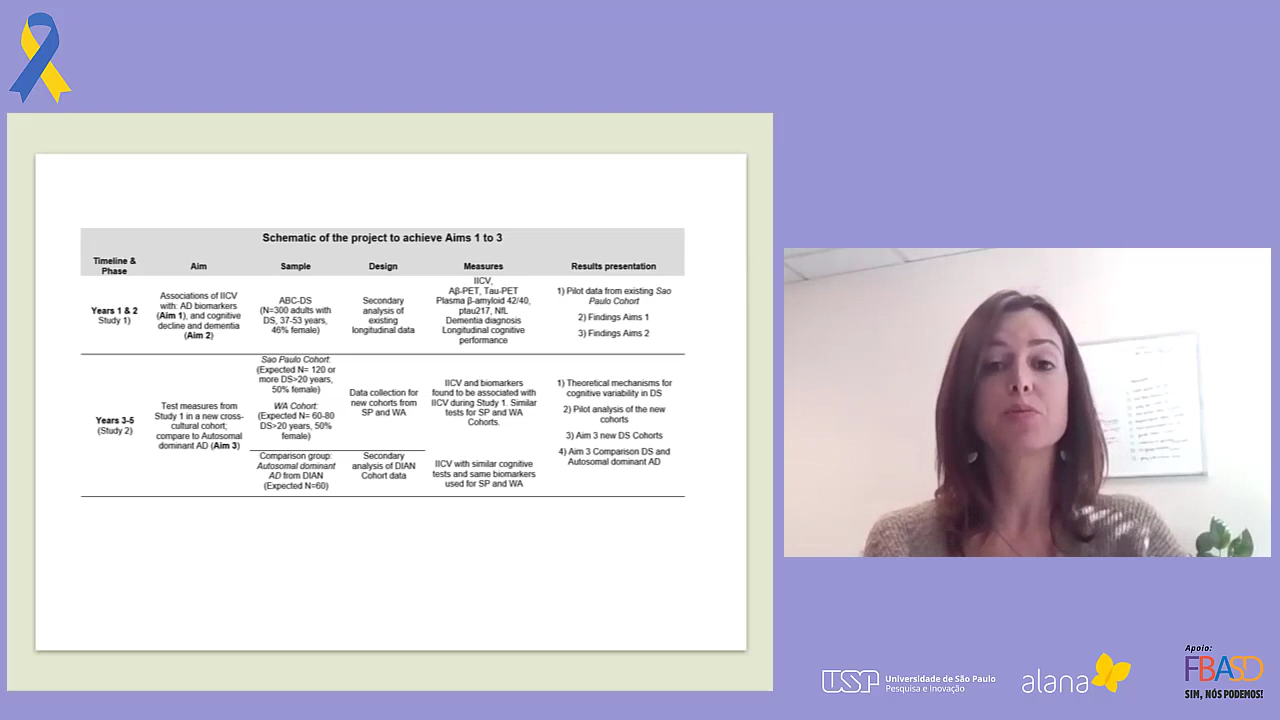 Schematic of the project to achieve Aims 1 to 3
Timeline &
Phase
Aim
Sample
Design
Measures
Results presentation
Years 1 & 2
Study 1)
Associations of IICV
with: AD biomarkers
(Aim 1), and cognitive
decline and dementia
(Aim 2)
ABC-DS
(N=300 adults with
DS, 37-53 years,
46% female)
Secondary
analysis of
existing
longitudinal data
IICV,
Aβ-PET, Tau-PET
Plasma β-amyloid 42/40,
ptau217, NfL
Dementia diagnosis
Longitudinal cognitive
performance
1) Pilot data from existing Sao
Paulo Cohort
2) Findings Aims 1
3) Findings Aims 2
Years 3-5
(Study 2)
Test measures from
Study 1 in a new cross-
cultural cohort;
compare to Autosomal
dominant AD (Aim 3)
Sao Paulo Cohort:
(Expected N= 120 or
more DS>20 years,
50% female)
WA Cohort:
(Expected N= 60-80
DS>20 years, 50%
female)
Data collection for
new cohorts from
SP and WA
IICV and biomarkers
found to be associated with
IICV during Study 1. Similar
tests for SP and WA
Cohorts.
1) Theoretical mechanisms for
cognitive variability in DS
2) Pilot analysis of the new
cohorts
3) Aim 3 new DS Cohorts
4) Aim 3 Comparison DS and
Autosomal dominant AD
Comparison group:
Autosomal dominant
AD from DIAN
(Expected N=60)
Secondary
analysis of DIAN
Cohort data
IICV with similar cognitive
tests and same biomarkers
used for SP and WA
USP
Universidade de São Paulo
Pesquisa e Inovação
alana
Apoio:
FBASD
SIM, NÓS PODEMOS!